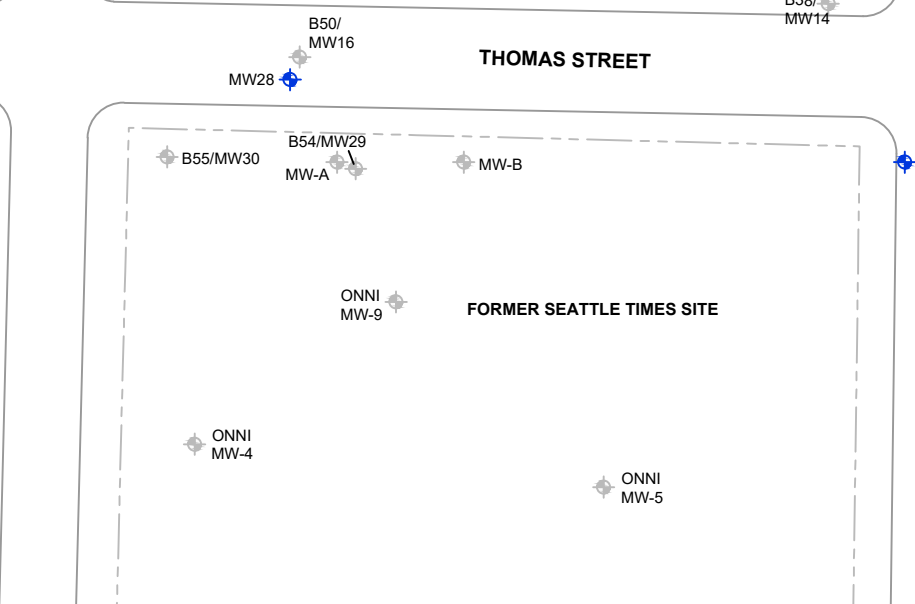 B58/
MW14
B50/
MW16
THOMAS STREET
MW28
B54/MW29
B55/MW30
MW-A
MW-B
ONNI
MW-9
FORMER SEATTLE TIMES SITE
ONNI
MW-4
ONNI
MW-5